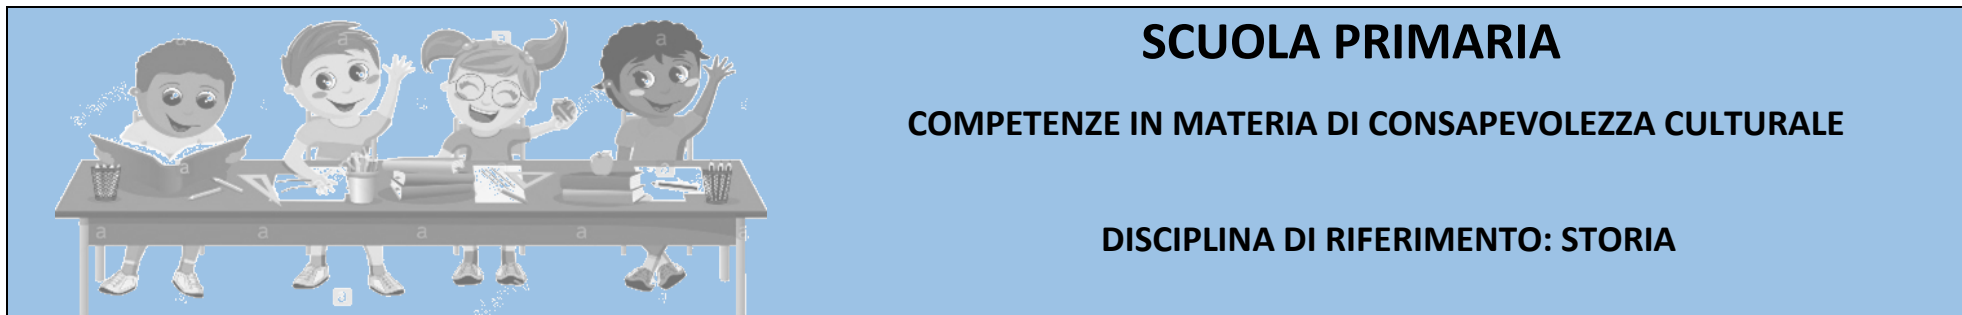 SCUOLA PRIMARIA
COMPETENZE IN MATERIA DI CONSAPEVOLEZZA CULTURALE
DISCIPLINA DI RIFERIMENTO: STORIA
a
a
a
a
a
a
a
a
a
a
a